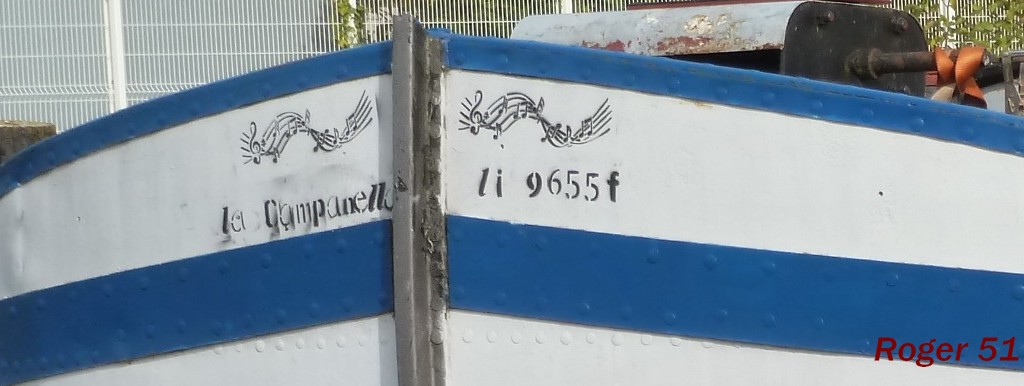 la Campanella
li 9655f
Roger 51